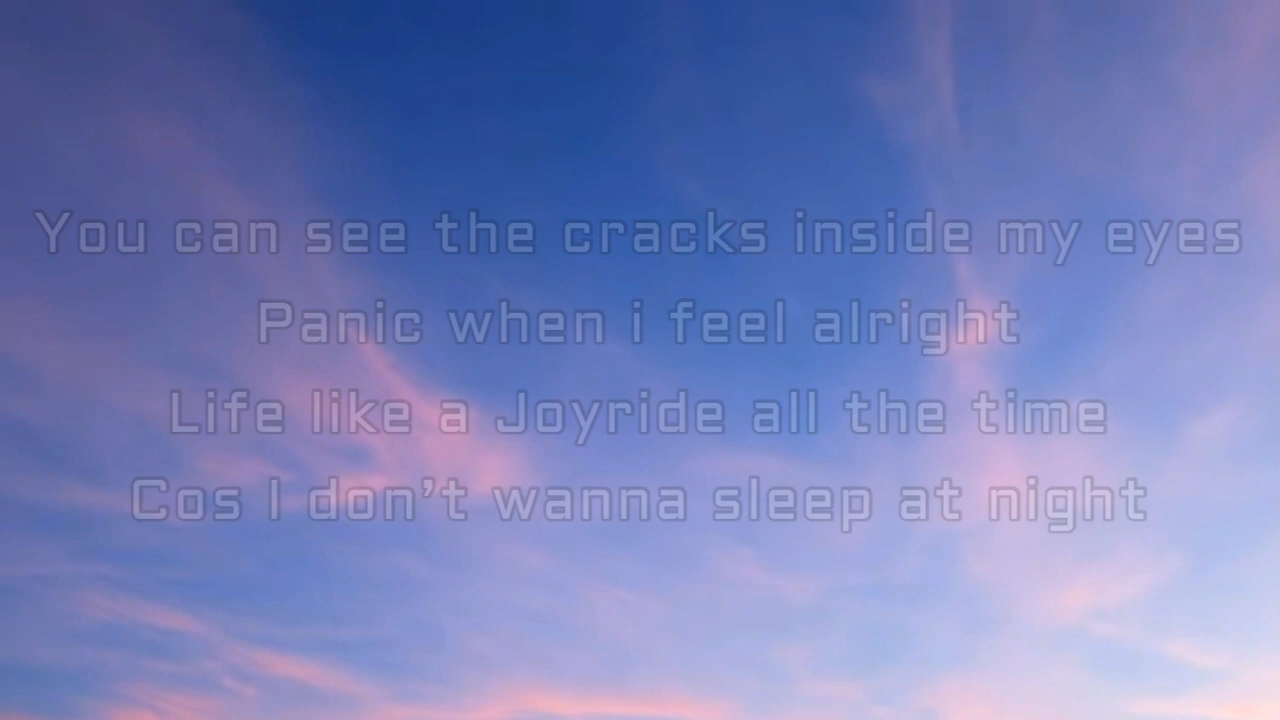 You can see the cracks inside my eyes
Panic when i feel alright
Life like a Joyride all the time
Cos I don't wanna sleep at night